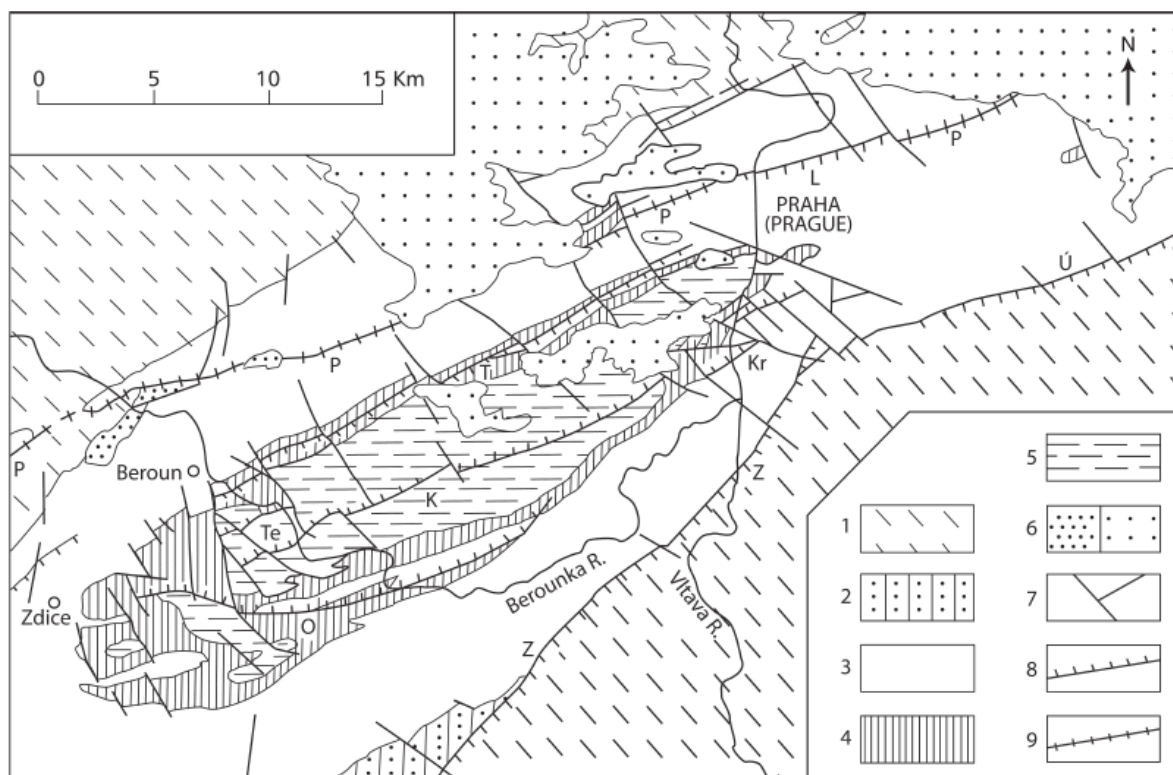 0 5 10 15 Km
N
P
L
PRAHA
(PRAGUE)
P
Ú
P
T
Kr
P
Beroun
Z
K
Te
Berounka R.
Vltava R.
Zdice
O
Z
1
2
3
4
5
6
7
8
9